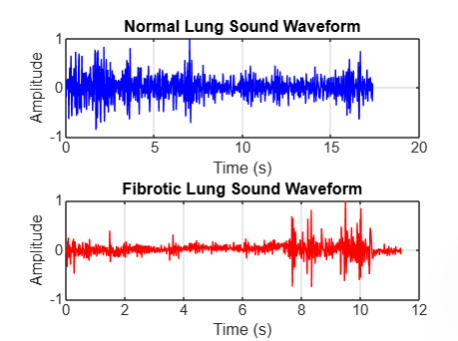 Normal Lung Sound Waveform
1
0
-1
Amplitude
0 5 10 15 20
Time (s)
Fibrotic Lung Sound Waveform
1
0
-1
Amplitude
0 2 4 6 8 10 12
Time (s)